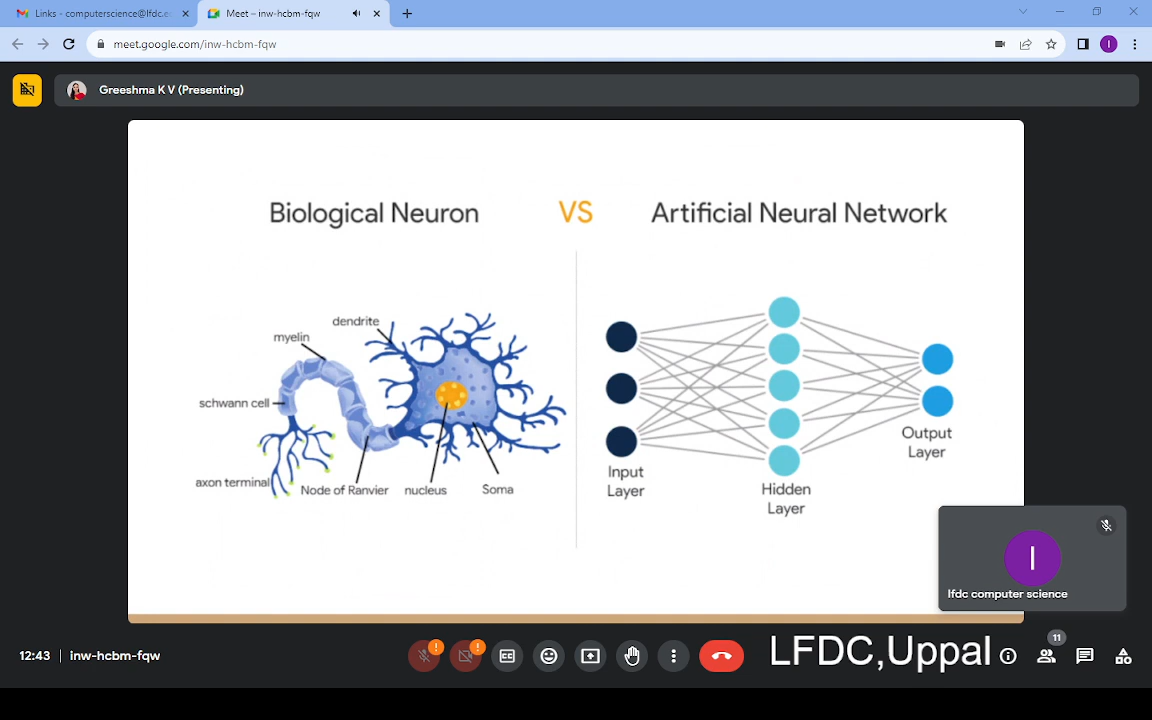 Links - computerscience@lfdc.e
Meet – inw-hcbm-fqw
meet.google.com/inw-hcbm-fqw
I
Greeshma K V (Presenting)
Biological Neuron
VS
Artificial Neural Network
dendrite
myelin
schwann cell
axon terminal
Node of Ranvier
nucleus
Soma
Input
Layer
Hidden
Layer
Output
Layer
I
lfdc computer science
12:43 | inw-hcbm-fqw
LFDC,Uppal
11